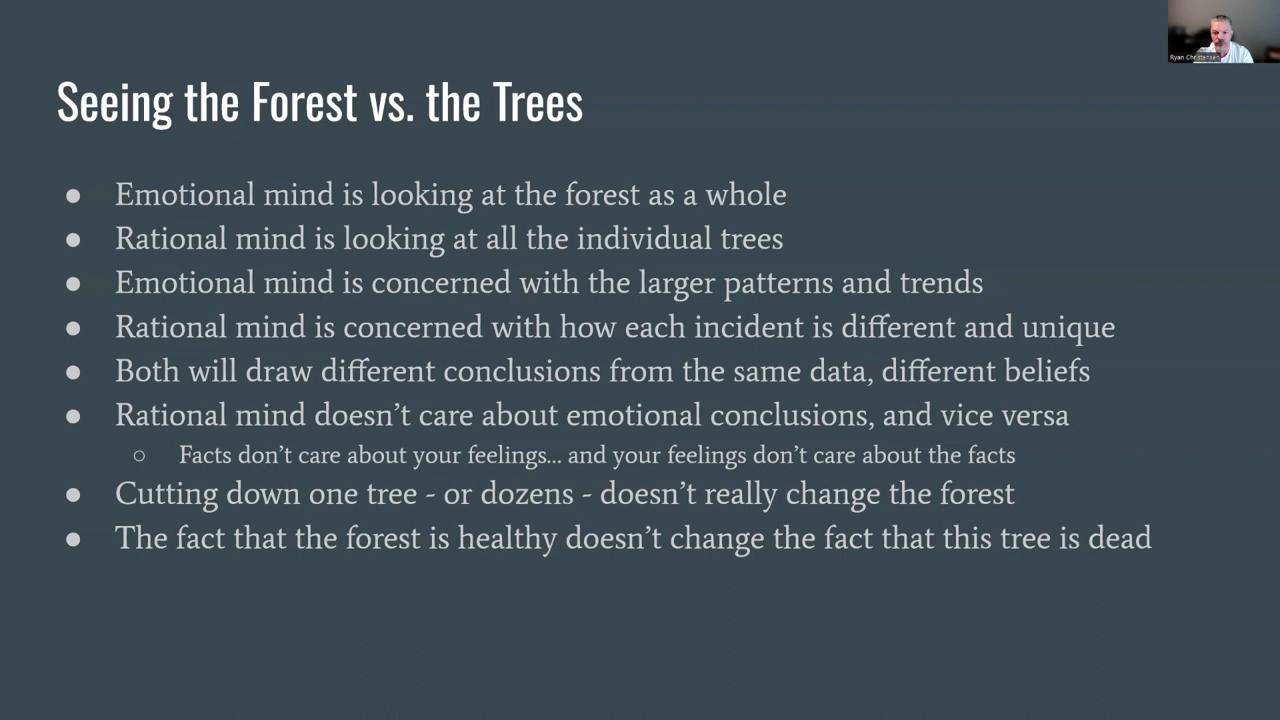 Ryan Christensen
Seeing the Forest vs. the Trees
● Emotional mind is looking at the forest as a whole
● Rational mind is looking at all the individual trees
● Emotional mind is concerned with the larger patterns and trends
● Rational mind is concerned with how each incident is different and unique
● Both will draw different conclusions from the same data, different beliefs
● Rational mind doesn’t care about emotional conclusions, and vice versa
○ Facts don’t care about your feelings... and your feelings don’t care about the facts
● Cutting down one tree - or dozens - doesn’t really change the forest
● The fact that the forest is healthy doesn’t change the fact that this tree is dead